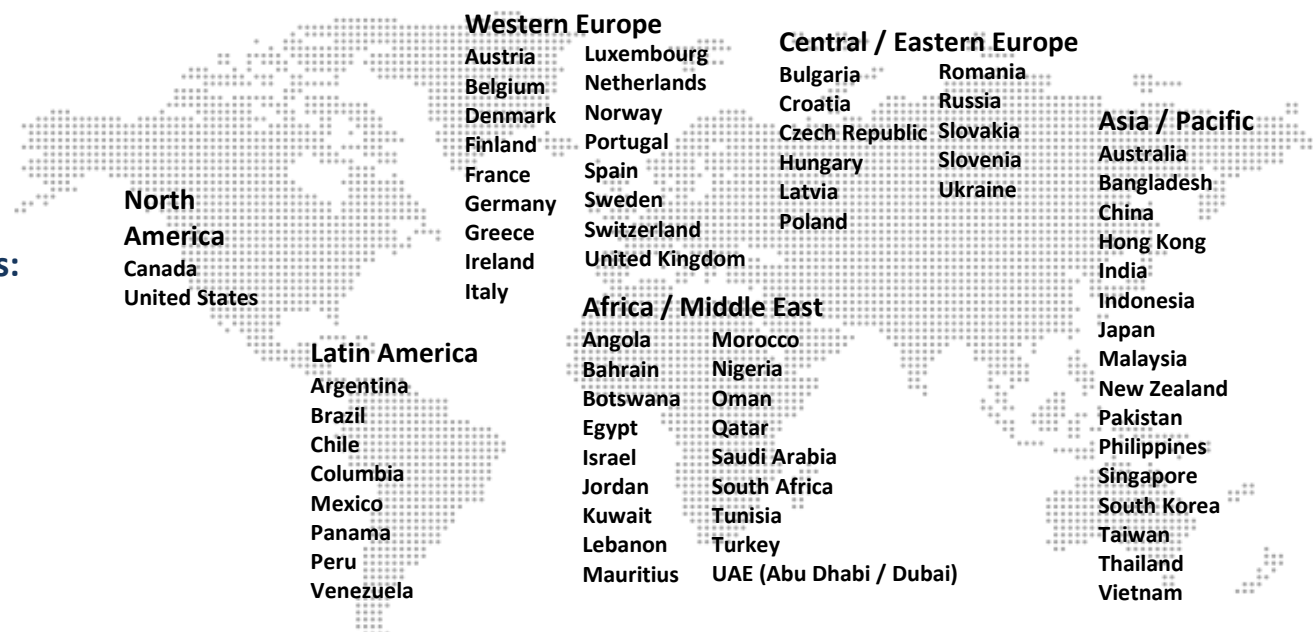 s:
North
America
Canada
United States
Latin America
Argentina
Brazil
Chile
Columbia
Mexico
Panama
Peru
Venezuela
Western Europe
Austria
Belgium
Denmark
Finland
France
Germany
Greece
Ireland
Italy
Luxembourg
Netherlands
Norway
Portugal
Spain
Sweden
Switzerland
United Kingdom
Africa / Middle East
Angola
Bahrain
Botswana
Egypt
Israel
Jordan
Kuwait
Lebanon
Mauritius
Morocco
Nigeria
Oman
Qatar
Saudi Arabia
South Africa
Tunisia
Turkey
UAE (Abu Dhabi / Dubai)
Central / Eastern Europe
Bulgaria
Croatia
Czech Republic
Hungary
Latvia
Poland
Romania
Russia
Slovakia
Slovenia
Ukraine
Asia / Pacific
Australia
Bangladesh
China
Hong Kong
India
Indonesia
Japan
Malaysia
New Zealand
Pakistan
Philippines
Singapore
South Korea
Taiwan
Thailand
Vietnam